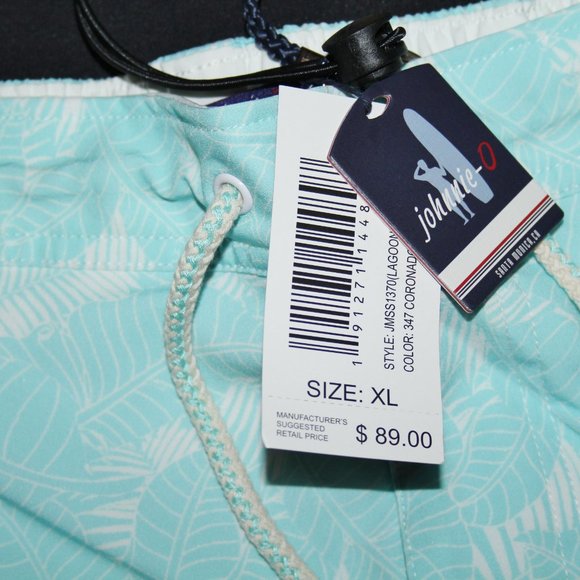 johnnie-O
SANTA MONICA, CA
1 91271 1448
STYLE: JMSS1370(LAGOON
COLOR: 347 CORONAD
SIZE: XL
MANUFACTURER'S
SUGGESTED
RETAIL PRICE
$ 89.00